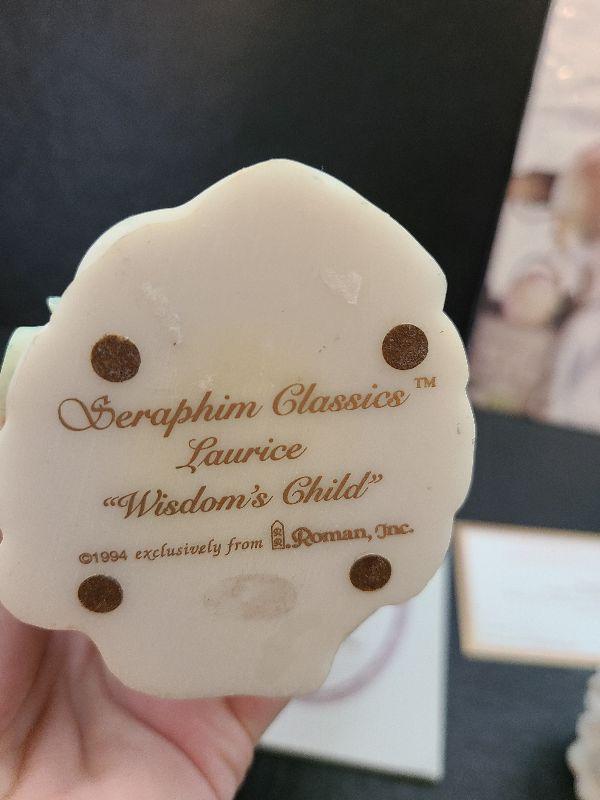 Seraphim Classics™
Laurice
"Wisdom's Child"
©1994 exclusively from R. Roman, Inc.